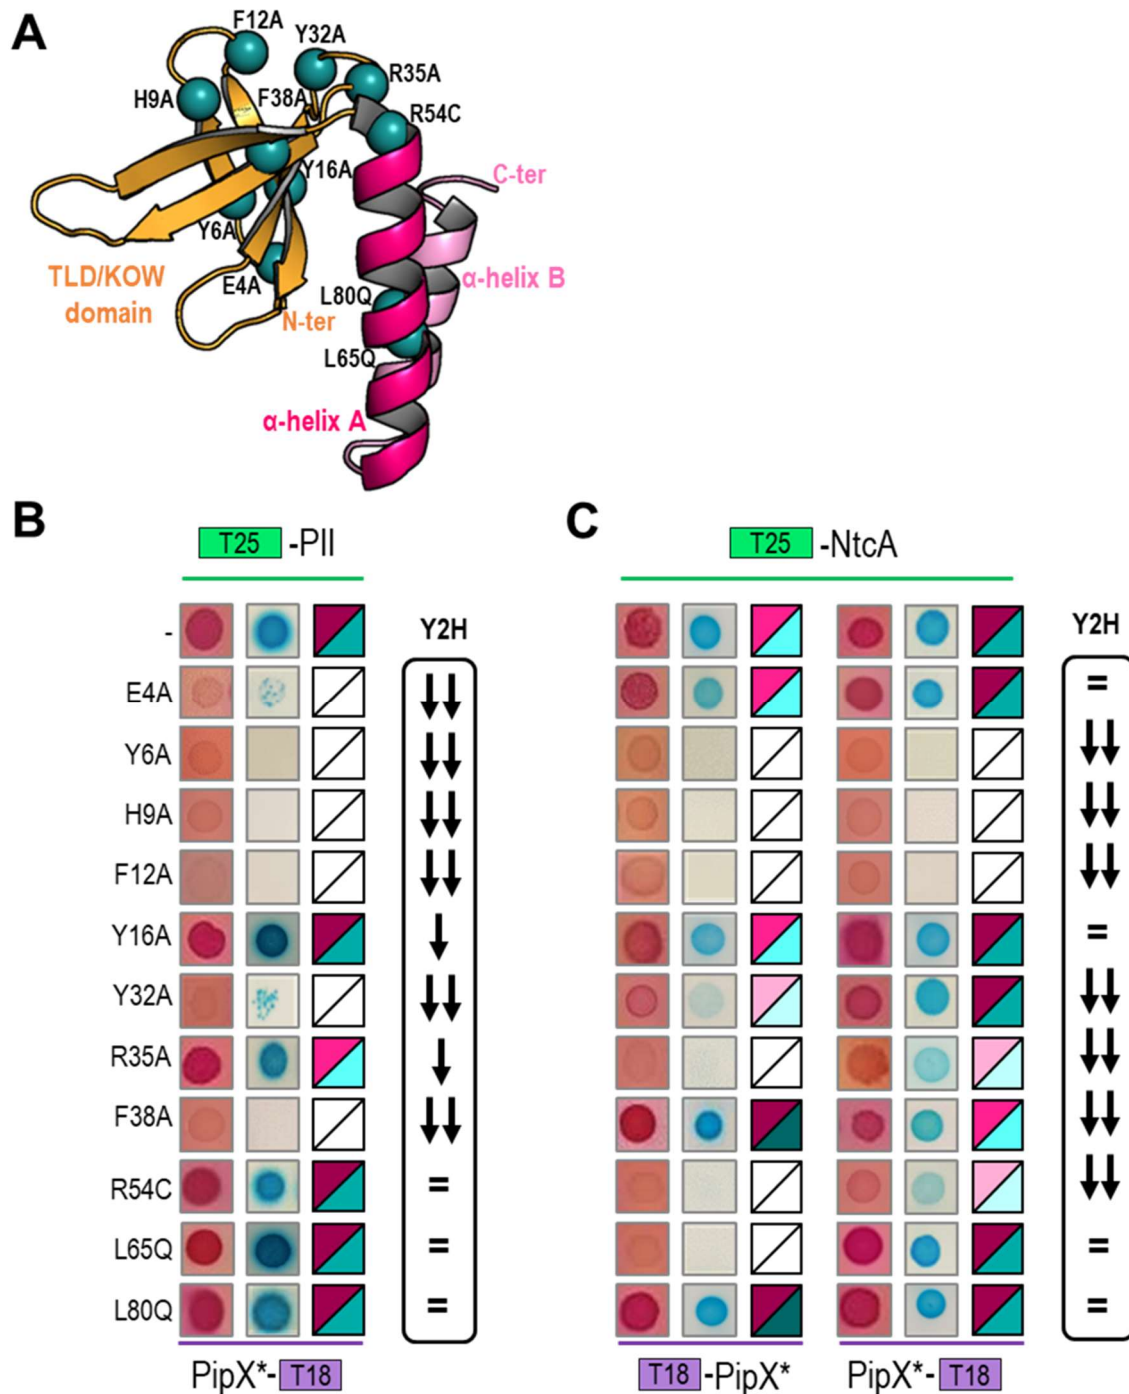 A
F12A
Y32A
R35A
H9A
F38A
R54C
Y16A
C-ter
Y6A
E4A
TLD/KOW
domain
N-ter
L80Q
α-helix B
L65Q
α-helix A
B
C
T25 -PII
T25 -NtcA
Y2H
Y2H
-
E4A ↓↓ =
Y6A ↓↓ ↓↓
H9A ↓↓ ↓↓
F12A ↓↓ ↓↓
Y16A ↓ =
Y32A ↓↓ ↓↓
R35A ↓ ↓↓
F38A ↓↓ ↓↓
R54C = ↓↓
L65Q = =
L80Q = =
PipX*- T18
T18 -PipX*
PipX*- T18